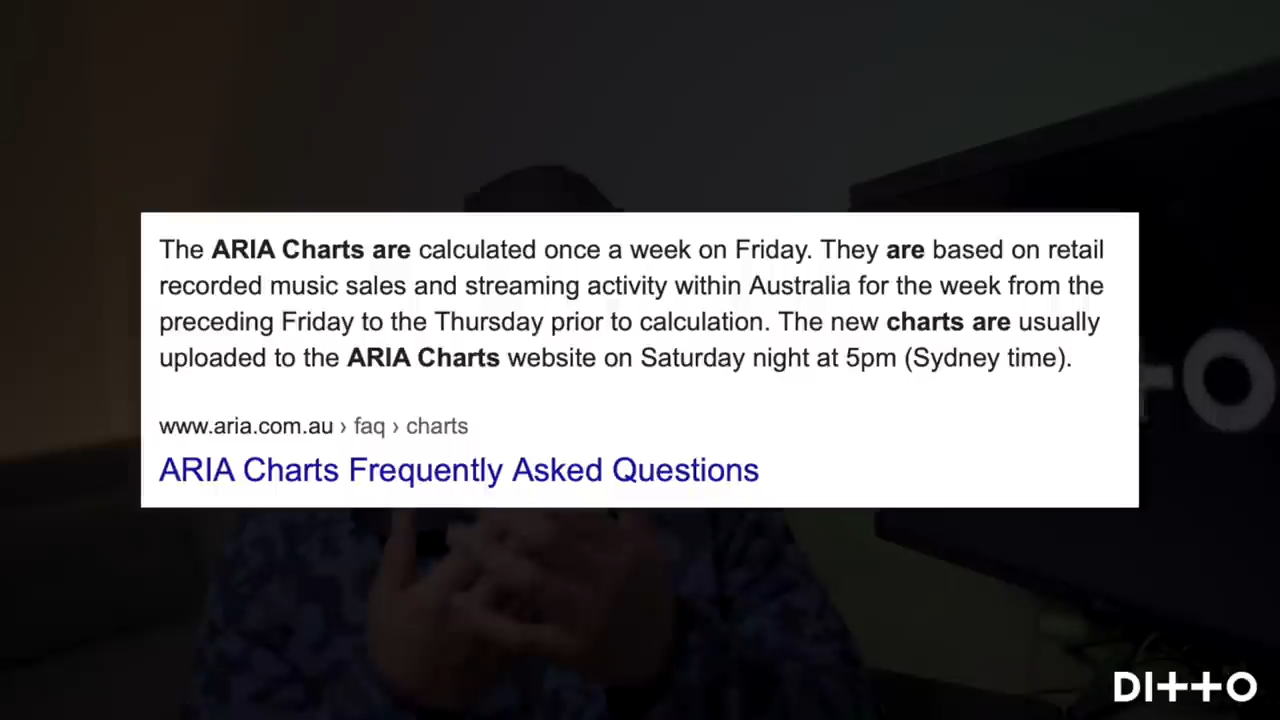 The ARIA Charts are calculated once a week on Friday. They are based on retail
recorded music sales and streaming activity within Australia for the week from the
preceding Friday to the Thursday prior to calculation. The new charts are usually
uploaded to the ARIA Charts website on Saturday night at 5pm (Sydney time).
www.aria.com.au › faq › charts
ARIA Charts Frequently Asked Questions
DITTO